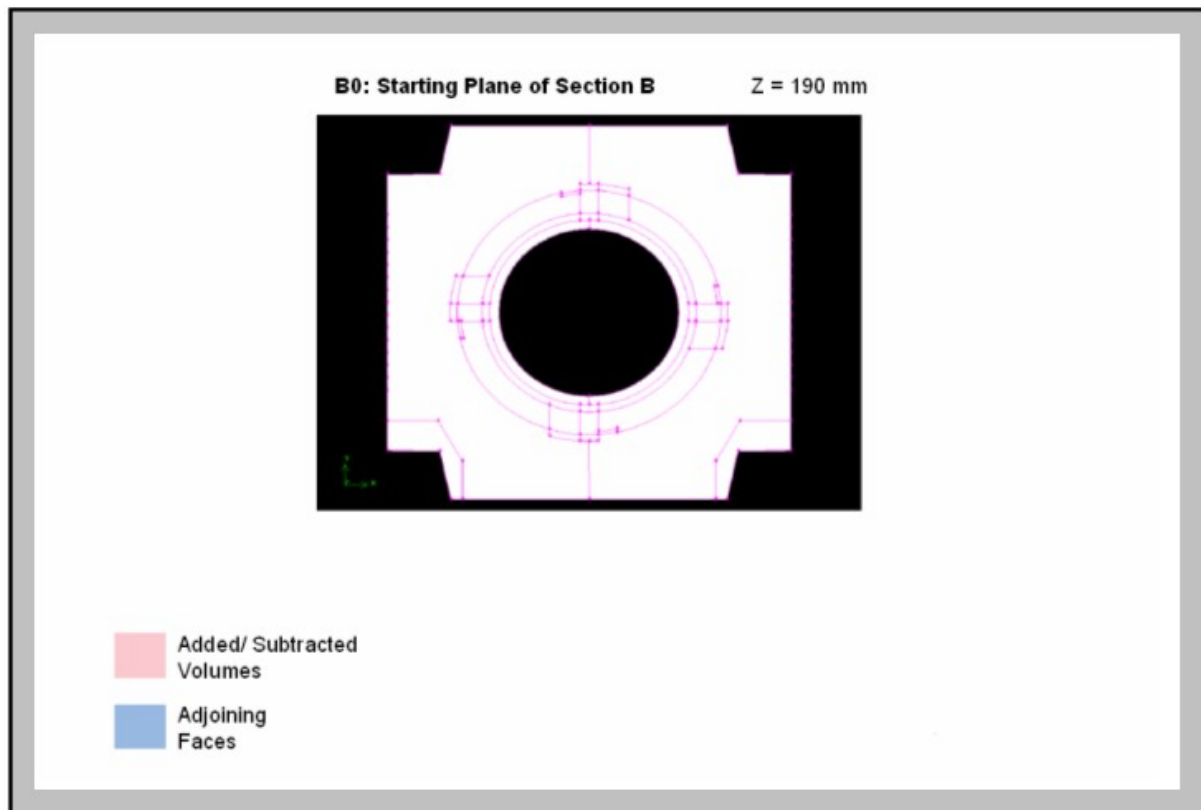 B0: Starting Plane of Section B Z = 190 mm
Added/ Subtracted
Volumes
Adjoining
Faces